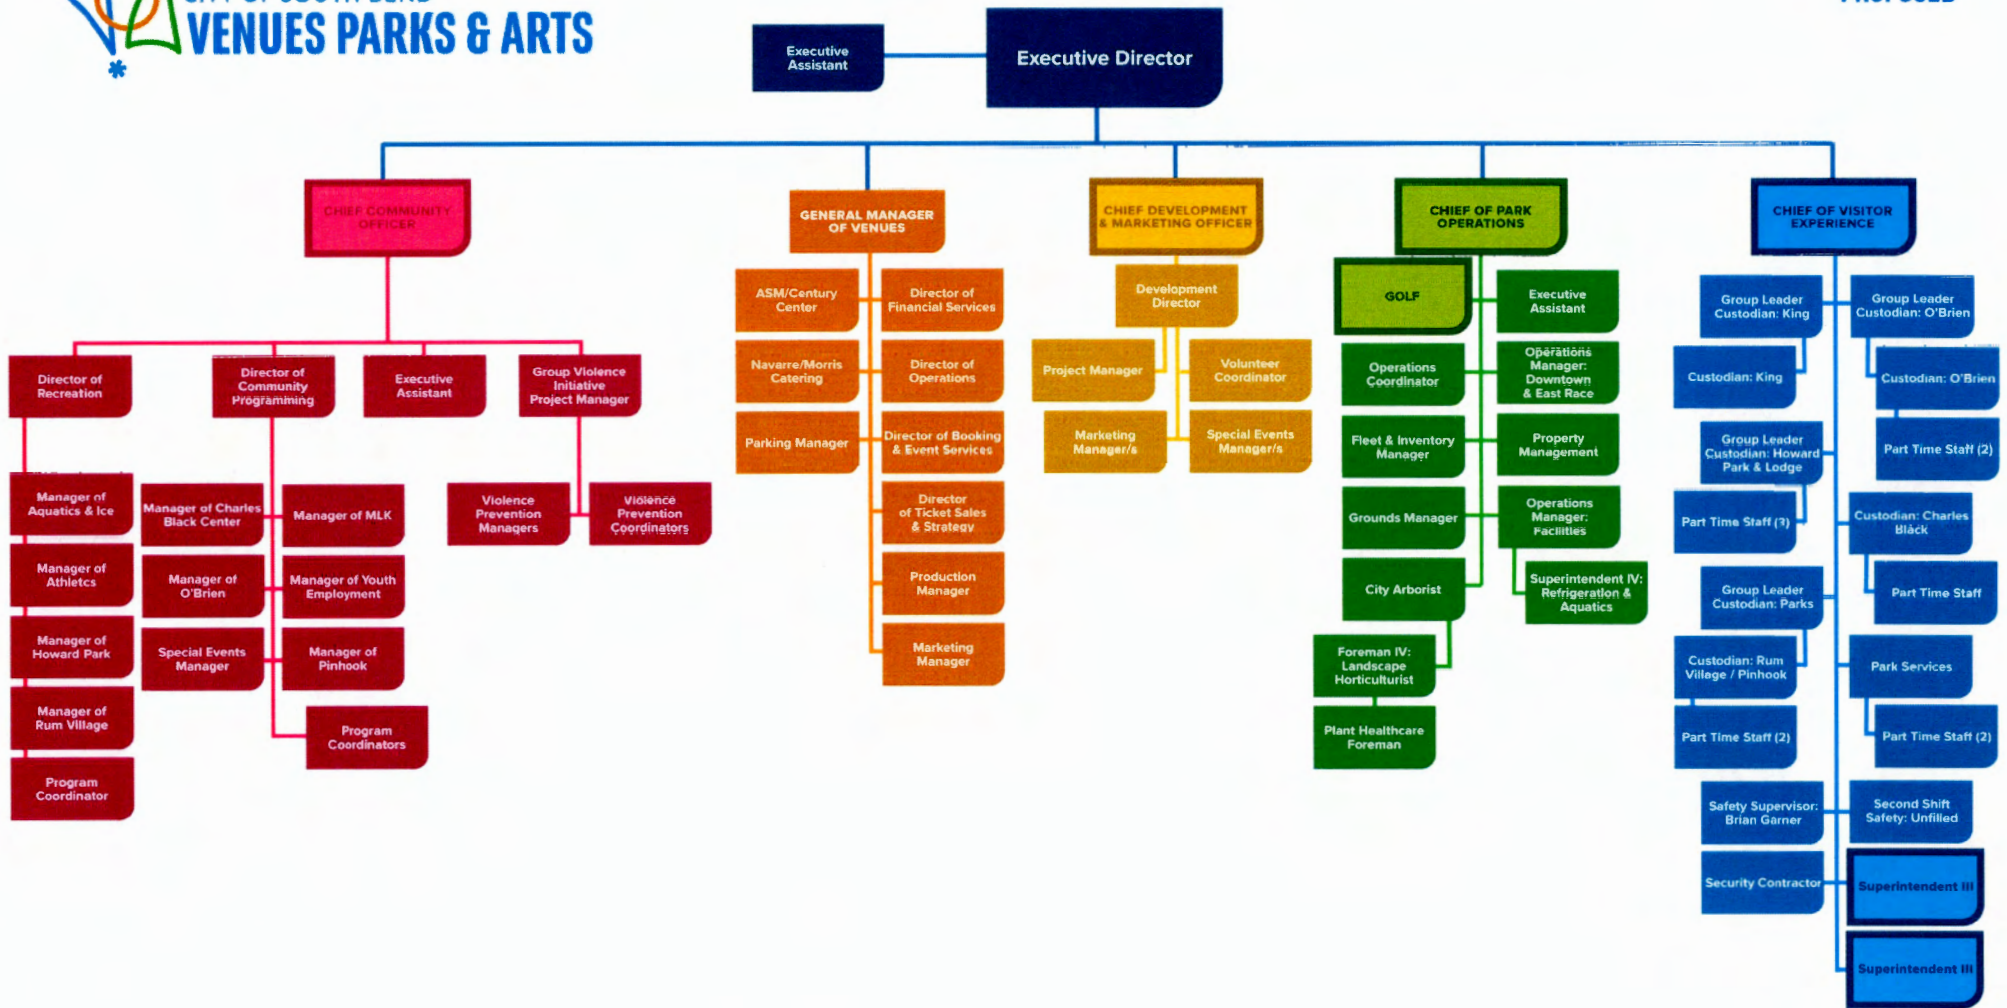 CITY OF SOUTH BEND
VENUES PARKS & ARTS
PROPOSED
Executive
Assistant
Executive Director
CHIEF COMMUNITY
OFFICER
GENERAL MANAGER
OF VENUES
CHIEF DEVELOPMENT
& MARKETING OFFICER
CHIEF OF PARK
OPERATIONS
CHIEF OF VISITOR
EXPERIENCE
Director of
Recreation
Director of
Community
Programming
Executive
Assistant
Group Violence
Initiative
Project Manager
Manager of
Aquatics & Ice
Manager of
Athletcs
Manager of
Howard Park
Manager of
Rum Village
Program
Coordinator
Manager of Charles
Black Center
Manager of MLK
Manager of
O'Brien
Manager of Youth
Employment
Special Events
Manager
Manager of
Pinhook
Program
Coordinators
Violence
Prevention
Managers
Violence
Prevention
Coordinators
ASM/Century
Center
Director of
Financial Services
Navarre/Morris
Catering
Director of
Operations
Parking Manager
Director of Booking
& Event Services
Director
of Ticket Sales
& Strategy
Production
Manager
Marketing
Manager
Development
Director
Project Manager
Volunteer
Coordinator
Marketing
Manager/s
Special Events
Manager/s
GOLF
Executive
Assistant
Operations
Coordinator
Operations
Manager:
Downtown
& East Race
Fleet & Inventory
Manager
Property
Management
Grounds Manager
Operations
Manager:
Facilities
City Arborist
Superintendent IV:
Refrigeration &
Aquatics
Foreman IV:
Landscape
Horticulturist
Plant Healthcare
Foreman
Group Leader
Custodian: King
Group Leader
Custodian: O'Brien
Custodian: King
Custodian: O'Brien
Group Leader
Custodian: Howard
Park & Lodge
Part Time Staff (2)
Part Time Staff (3)
Custodian: Charles
Black
Group Leader
Custodian: Parks
Part Time Staff
Custodian: Rum
Village / Pinhook
Park Services
Part Time Staff (2)
Part Time Staff (2)
Safety Supervisor:
Brian Garner
Second Shift
Safety: Unfilled
Security Contractor
Superintendent III
Superintendent III